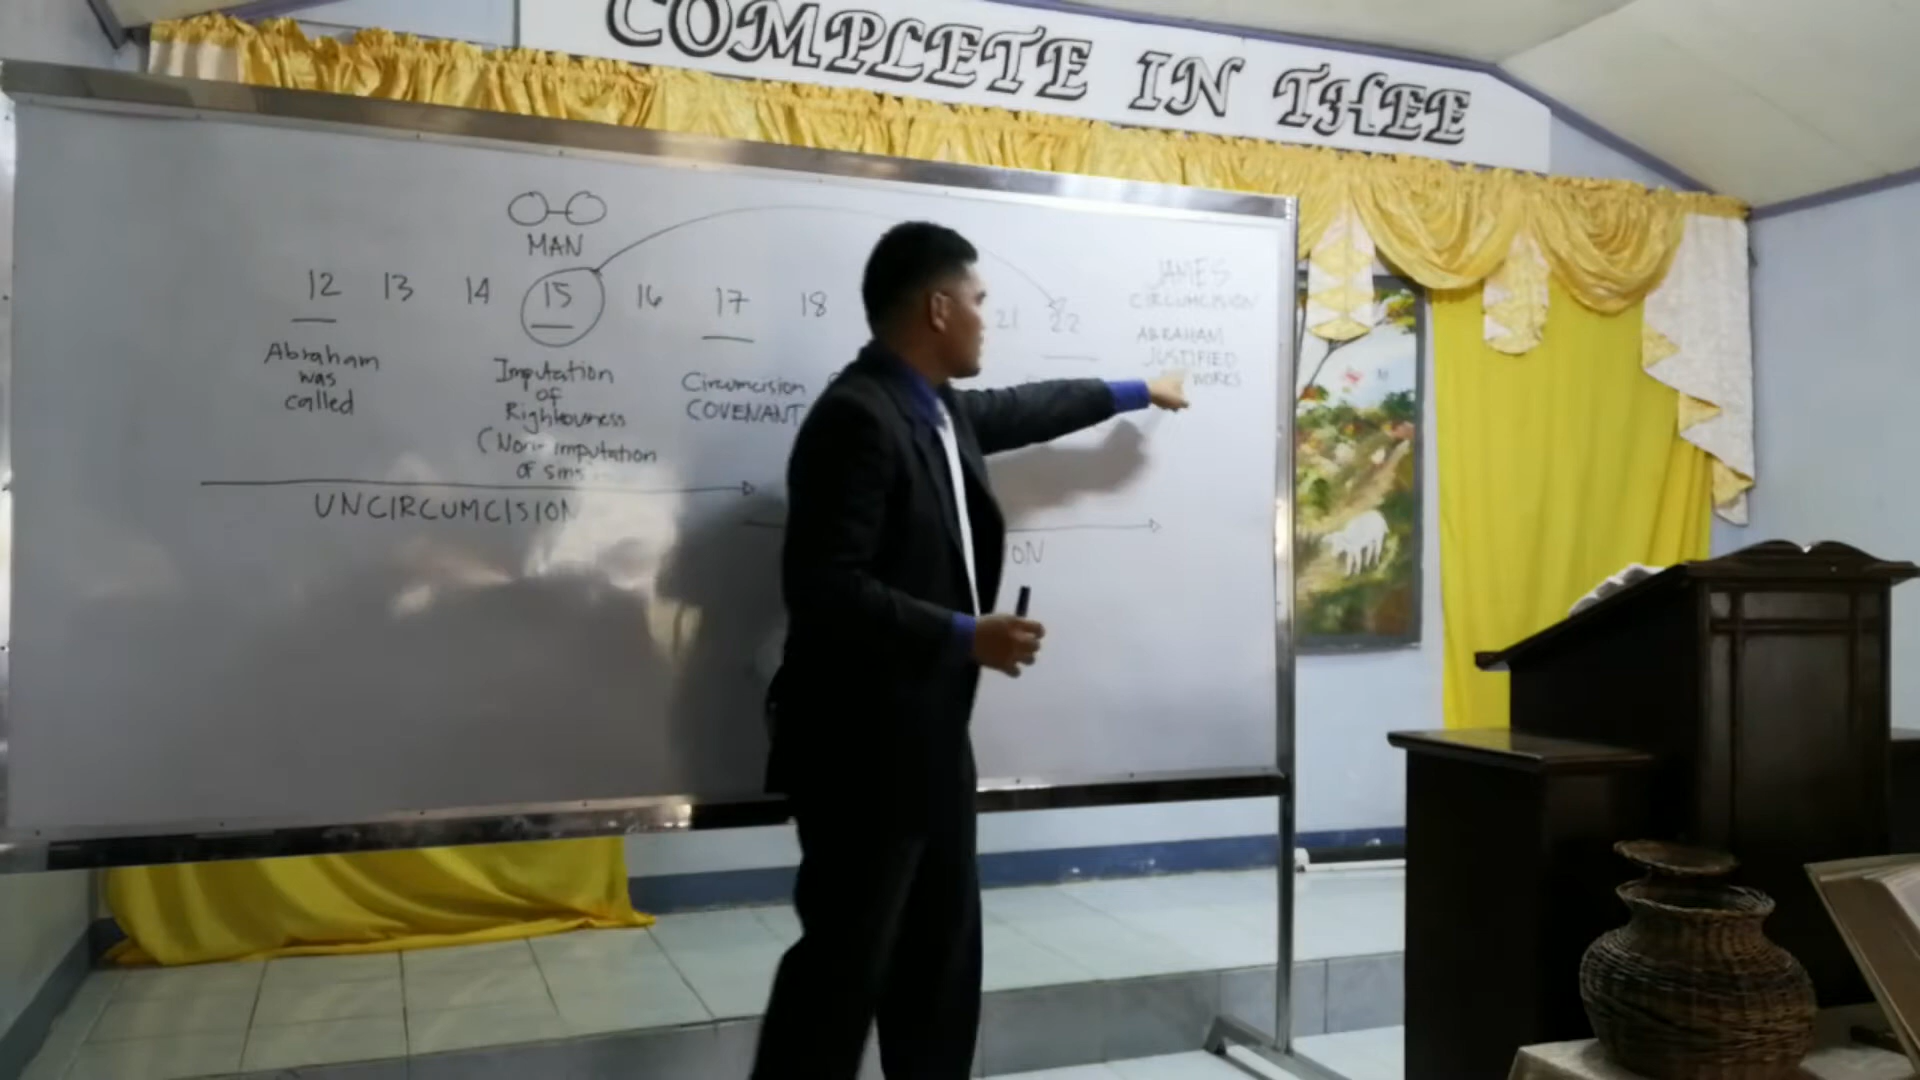 COMPLETE IN THEE
MAN
12 13 14 15 16 17 18 21 22
Abraham
was
called
Imputation
of
Righteousness
(Non-imputation
of sins
Circumcision
COVENANT
JAMES
CIRCUMCISION
ABRAHAM
JUSTIFIED
WORKS
UNCIRCUMCISION
ION